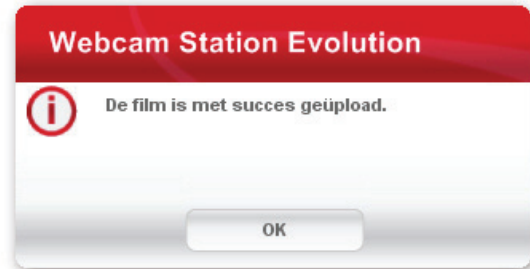 Webcam Station Evolution
De film is met succes geüpload.
OK